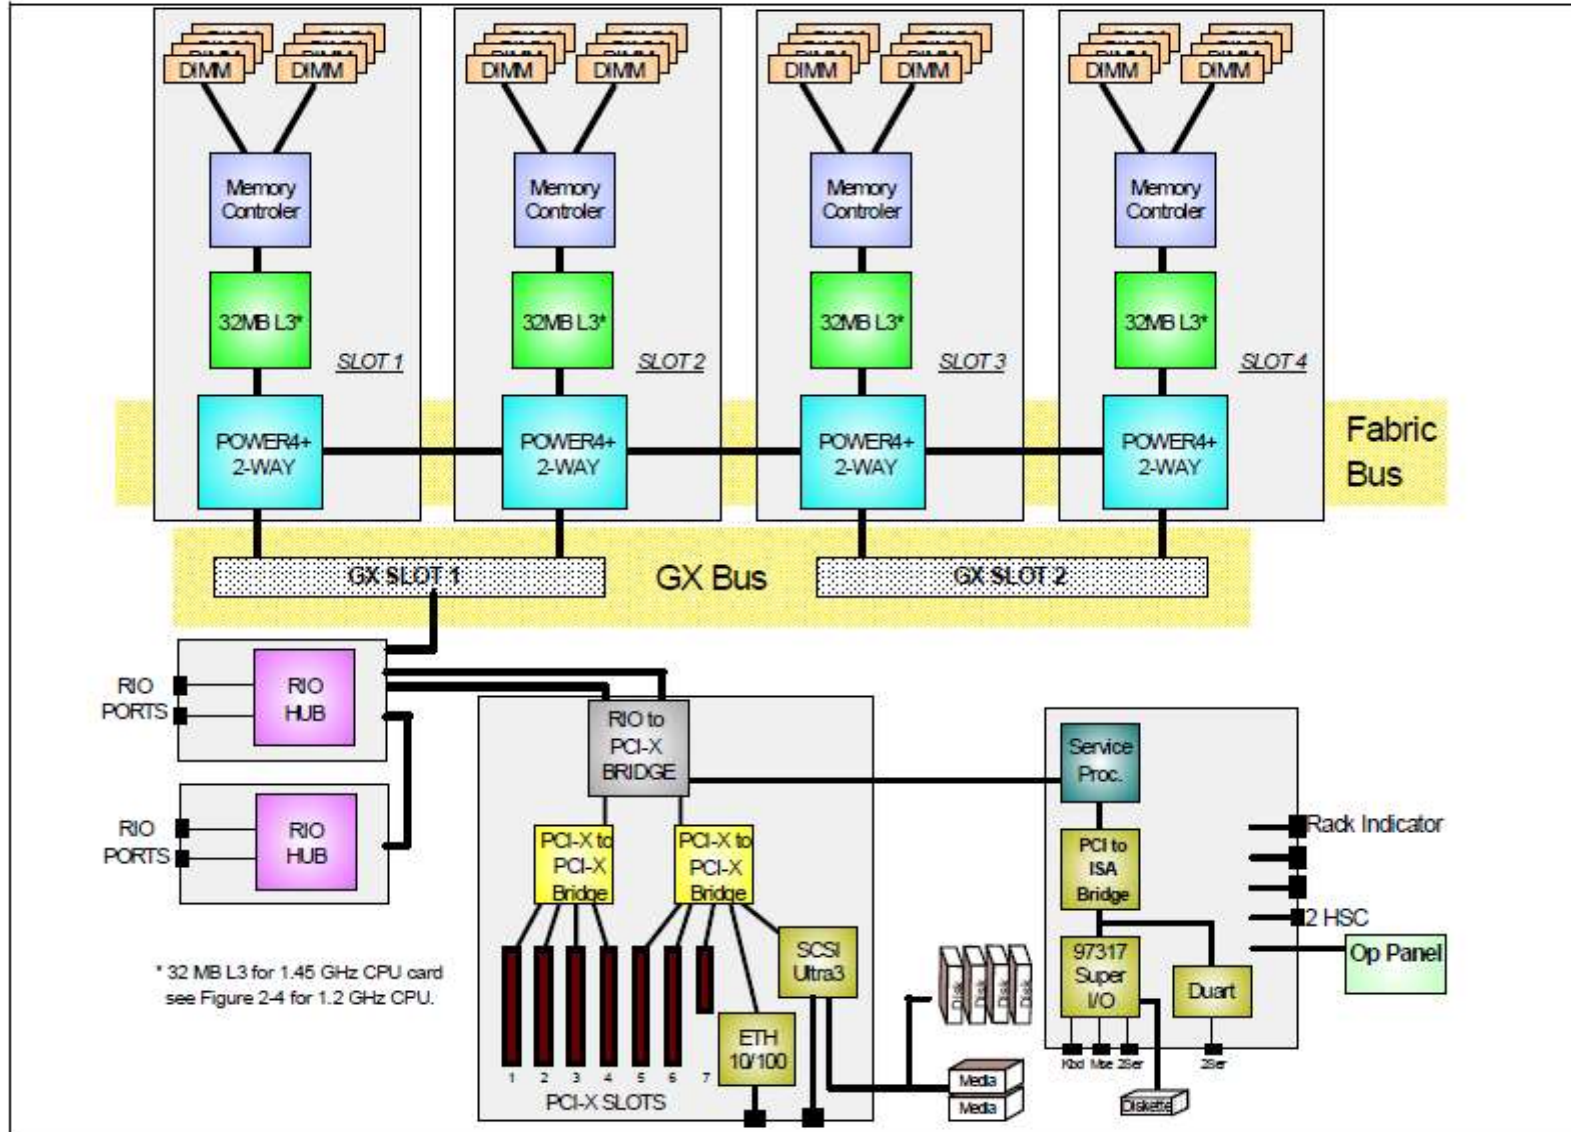 DIMM DIMM DIMM DIMM DIMM DIMM DIMM DIMM
Memory Memory Memory Memory
Controler Controler Controler Controler
32MB L3* 32MB L3* 32MB L3* 32MB L3*
SLOT 1 SLOT 2 SLOT 3 SLOT 4
POWER4+ POWER4+ POWER4+ POWER4+
2-WAY 2-WAY 2-WAY 2-WAY
Fabric
Bus
GX SLOT 1 GX Bus GX SLOT 2
RIO
PORTS
RIO
HUB
RIO
PORTS
RIO
HUB
RIO to
PCI-X
BRIDGE
PCI-X to
PCI-X
Bridge
PCI-X to
PCI-X
Bridge
SCSI
Ultra3
ETH
10/100
1 2 3 4 5 6 7
PCI-X SLOTS
* 32 MB L3 for 1.45 GHz CPU card
see Figure 2-4 for 1.2 GHz CPU.
Disk Disk Disk Disk
Media
Media
Service
Proc.
PCI to
ISA
Bridge
97317
Super
I/O
Duart
Kbd Mse 2Ser 2Ser
Diskette
Rack Indicator
2 HSC
Op Panel